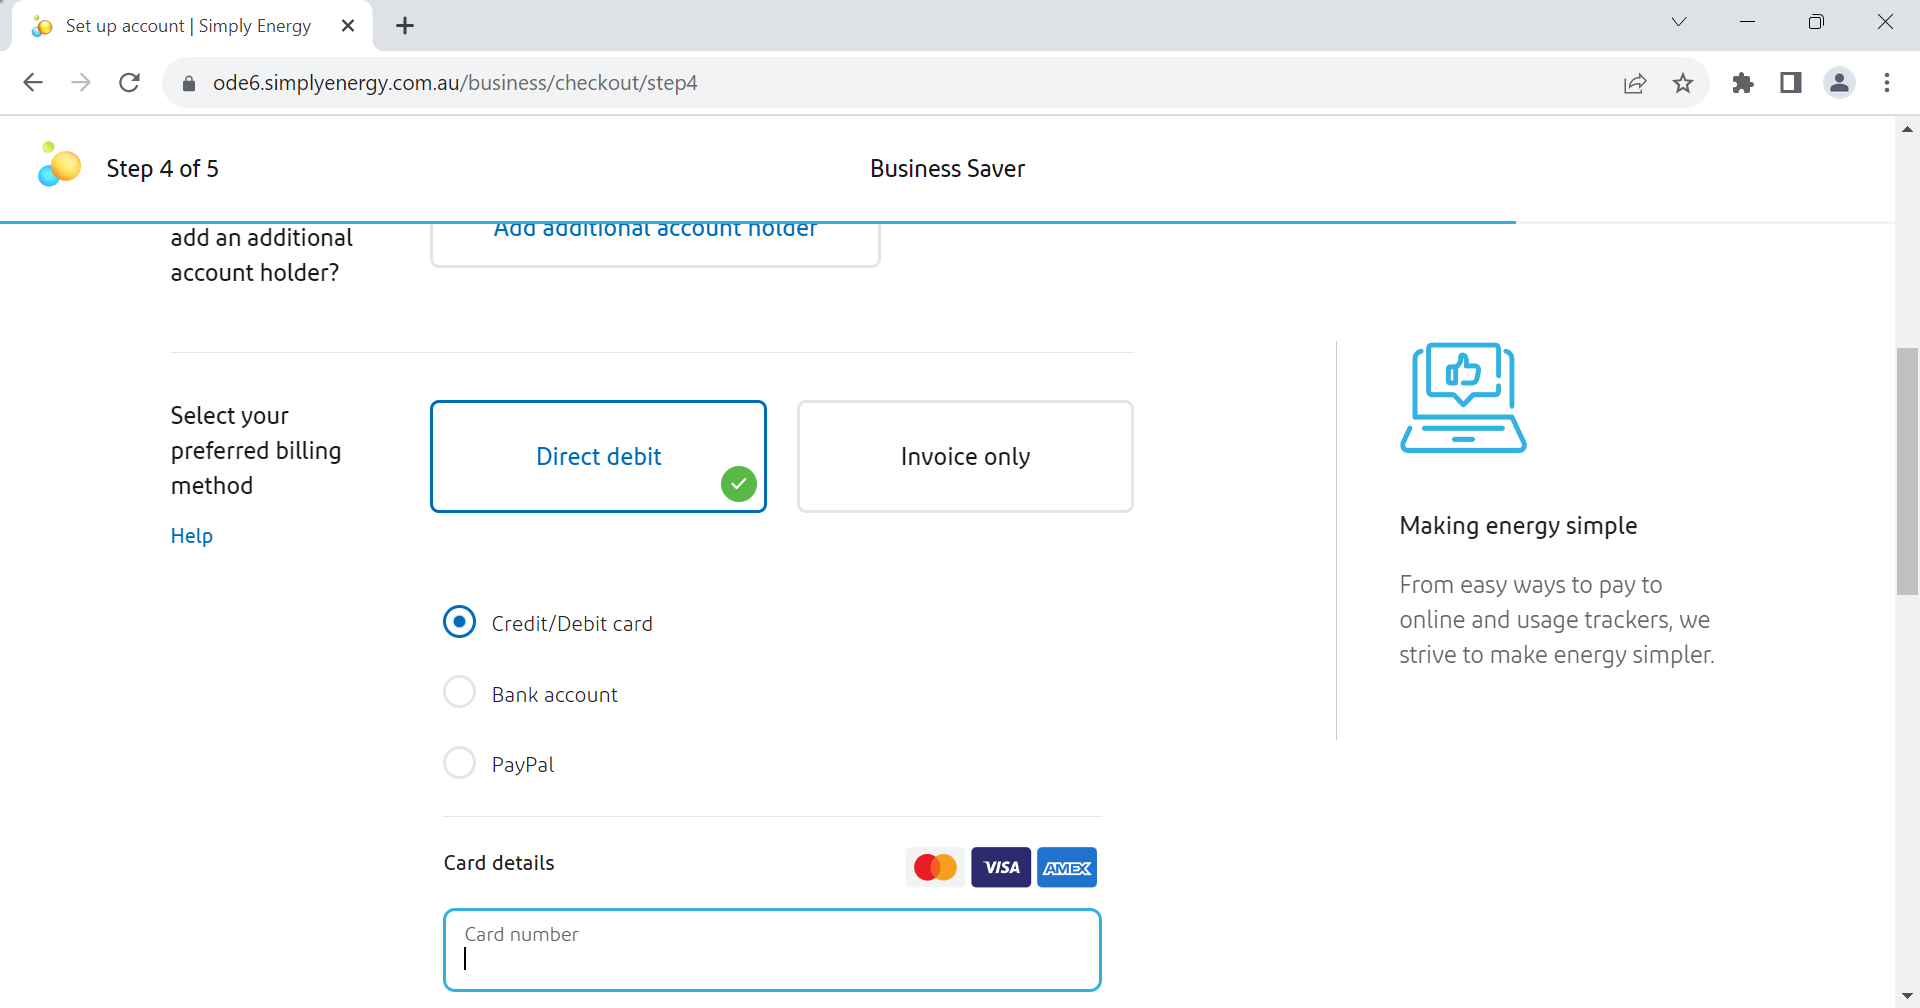 Set up account | Simply Energy
ode6.simplyenergy.com.au/business/checkout/step4
Step 4 of 5
Business Saver
add an additional
account holder?
Add additional account holder
Select your
preferred billing
method
Help
Direct debit
Invoice only
Credit/Debit card
Bank account
PayPal
Card details
VISA
AMEX
Card number
Making energy simple
From easy ways to pay to
online and usage trackers, we
strive to make energy simpler.